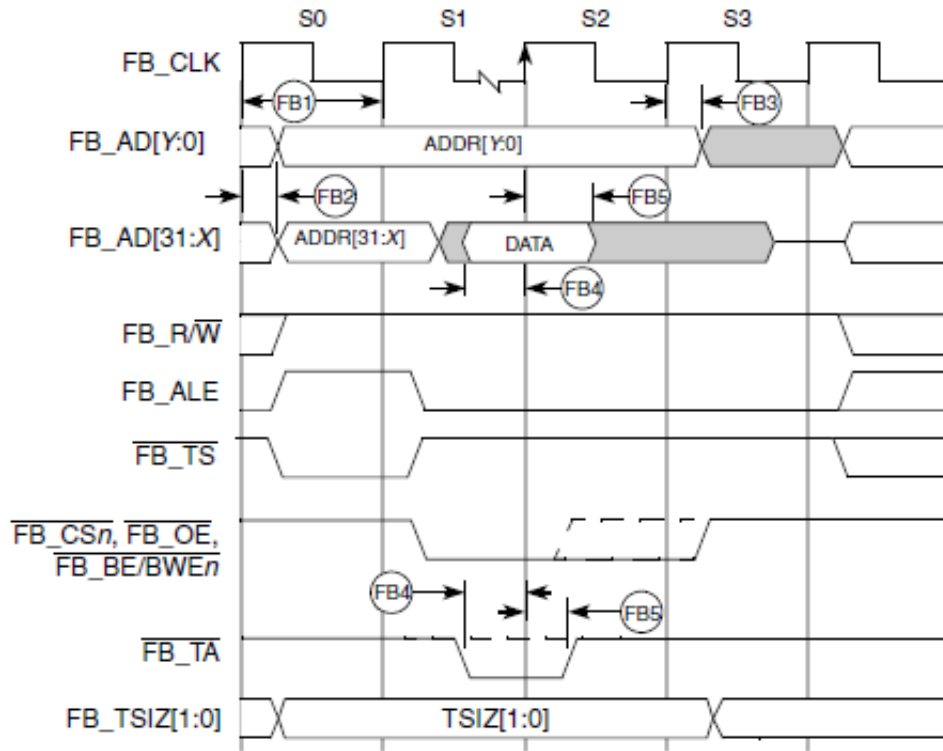 S0 S1 S2 S3
FB_CLK
FB1 FB3
FB_AD[Y:0] ADDR[Y:0]
FB2 FB5
FB_AD[31:X] ADDR[31:X] DATA
FB4
FB_R/W
FB_ALE
FB_TS
FB_CSn, FB_OE,
FB_BE/BWEn
FB4 FB5
FB_TA
FB_TSIZ[1:0] TSIZ[1:0]